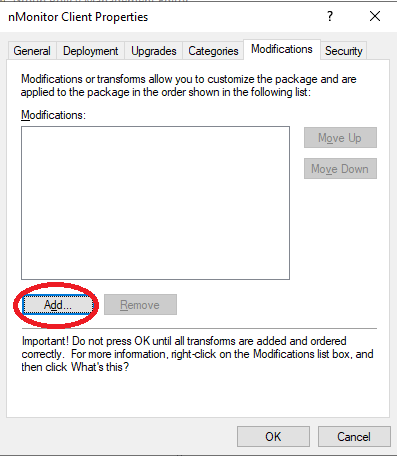 nMonitor Client Properties
? ×
General Deployment Upgrades Categories Modifications Security
Modifications or transforms allow you to customize the package and are
applied to the package in the order shown in the following list:
Modifications:
Move Up
Move Down
Add... Remove
Important! Do not press OK until all transforms are added and ordered
correctly. For more information, right-click on the Modifications list box, and
then click What's this?
OK Cancel